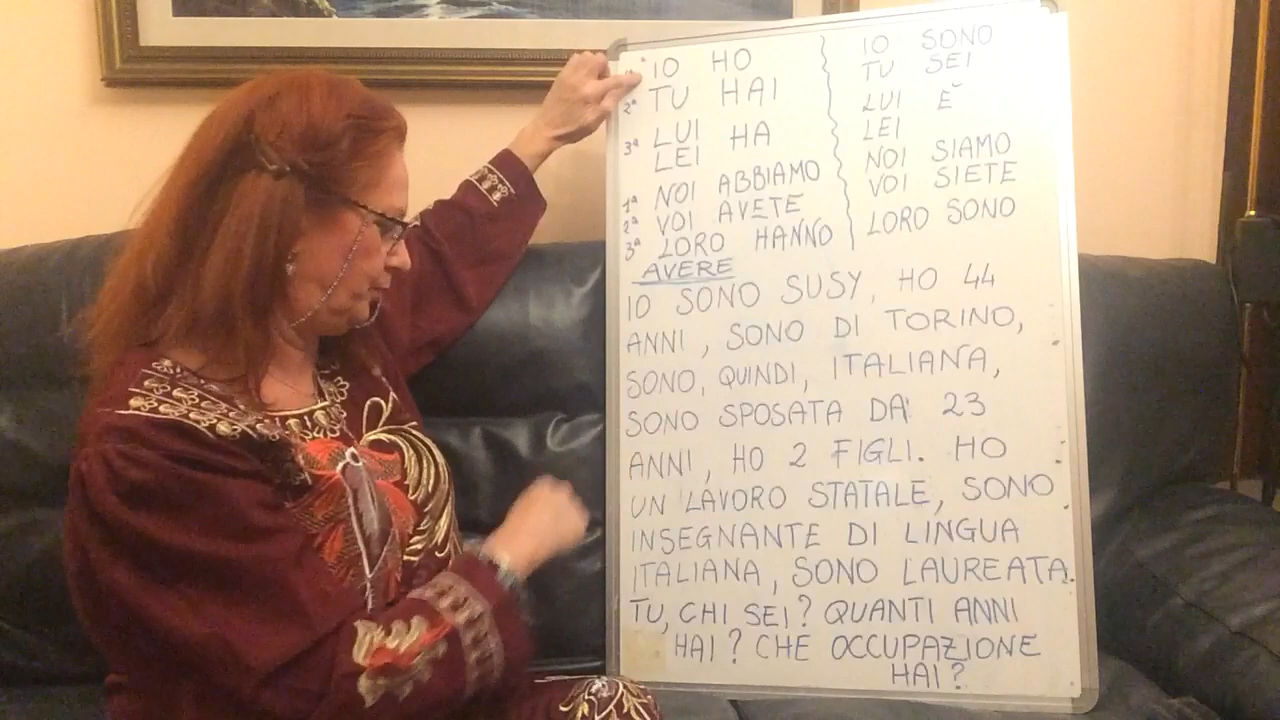 1ª IO HO
2ª TU HAI
3ª LUI HA
LEI
1ª NOI ABBIAMO
2ª VOI AVETE
3ª LORO HANNO
AVERE
IO SONO
TU SEI
LUI È
LEI
NOI SIAMO
VOI SIETE
LORO SONO
IO SONO SUSY, HO 44
ANNI, SONO DI TORINO,
SONO, QUINDI, ITALIANA,
SONO SPOSATA DA 23
ANNI, HO 2 FIGLI. HO
UN LAVORO STATALE, SONO
INSEGNANTE DI LINGUA
ITALIANA, SONO LAUREATA.
TU, CHI SEI? QUANTI ANNI
HAI? CHE OCCUPAZIONE
HAI?